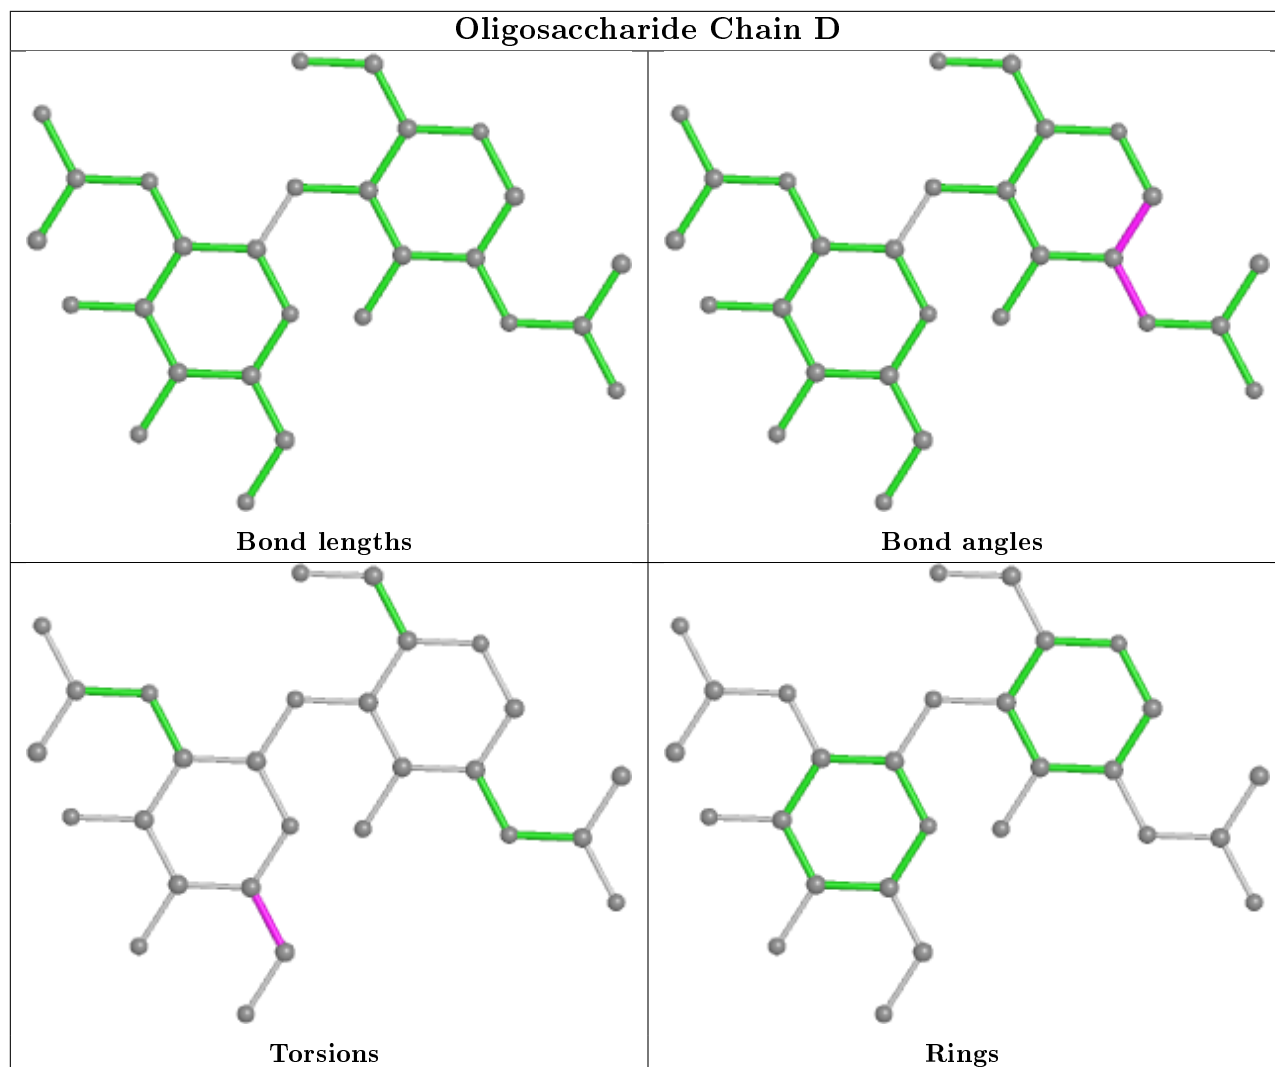 Oligosaccharide Chain D
Bond lengths
Bond angles
Torsions
Rings